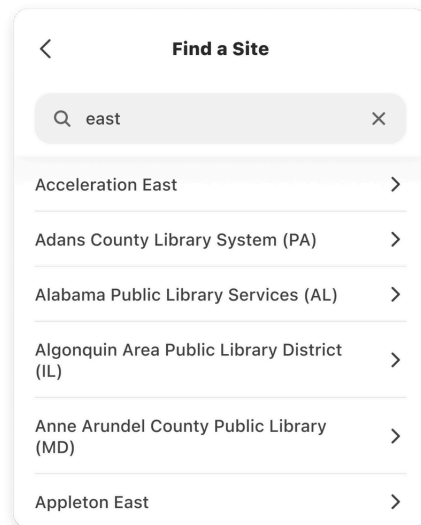 Find a Site
east
Acceleration East
Adans County Library System (PA)
Alabama Public Library Services (AL)
Algonquin Area Public Library District
(IL)
Anne Arundel County Public Library
(MD)
Appleton East